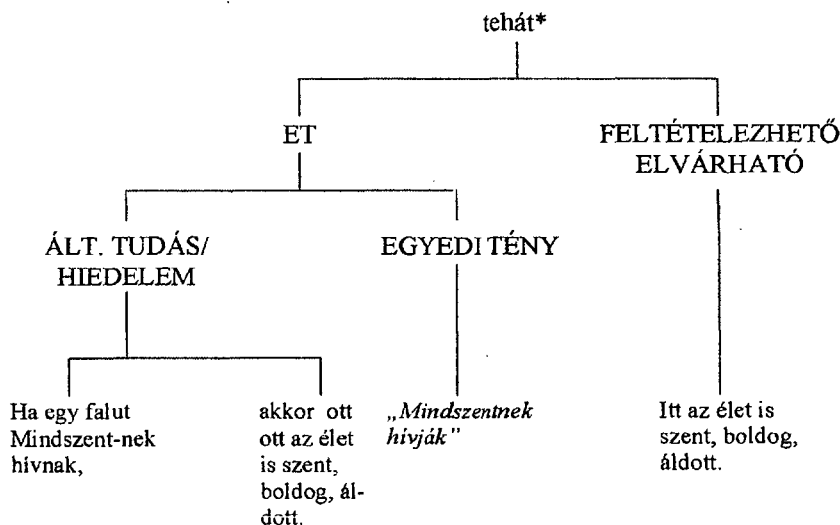 tehát*
ET
FELTÉTELEZHETŐ
ELVÁRHATÓ
ÁLT. TUDÁS/
HIEDELEM
EGYEDI TÉNY
Ha egy falut
Mindszent-nek
hívnak,
akkor ott
ott az élet
is szent,
boldog, ál-
dott.
„Mindszentnek
hívják”
Itt az élet is
szent, boldog,
áldott.